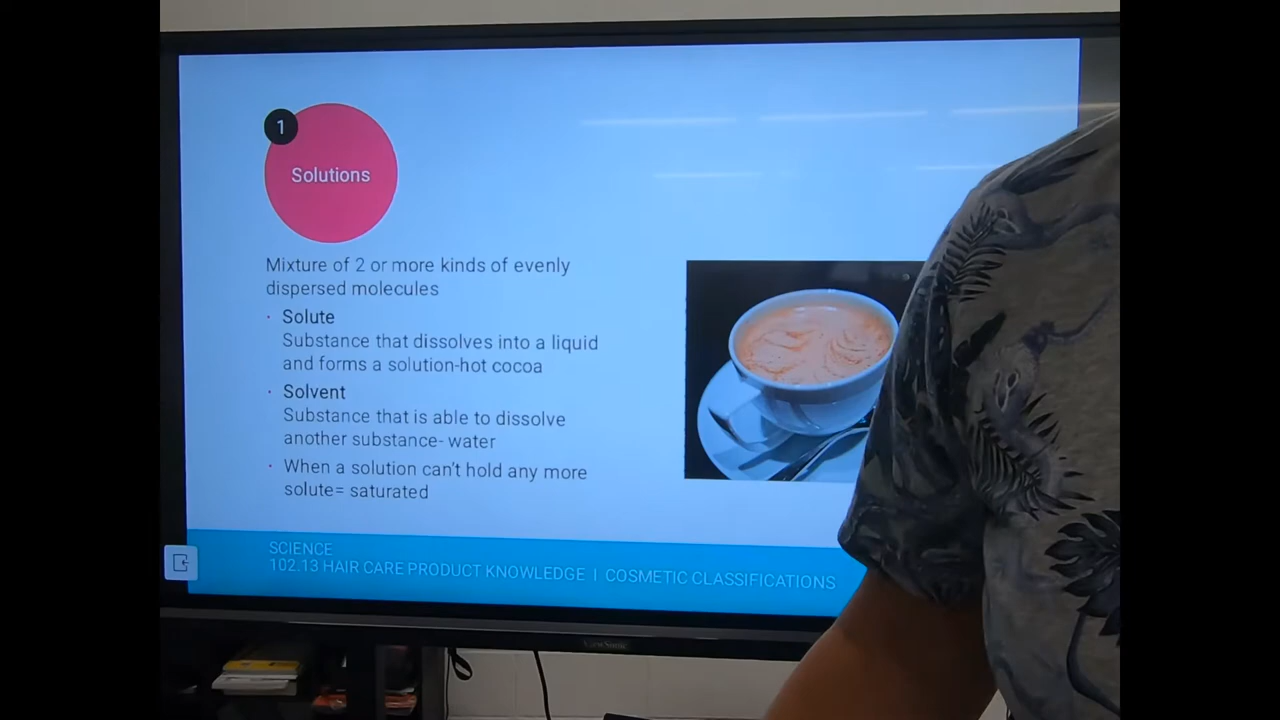 1
Solutions
Mixture of 2 or more kinds of evenly
dispersed molecules
· Solute
Substance that dissolves into a liquid
and forms a solution-hot cocoa
· Solvent
Substance that is able to dissolve
another substance- water
· When a solution can't hold any more
solute= saturated
SCIENCE
102.13 HAIR CARE PRODUCT KNOWLEDGE | COSMETIC CLASSIFICATIONS
ViewSonic